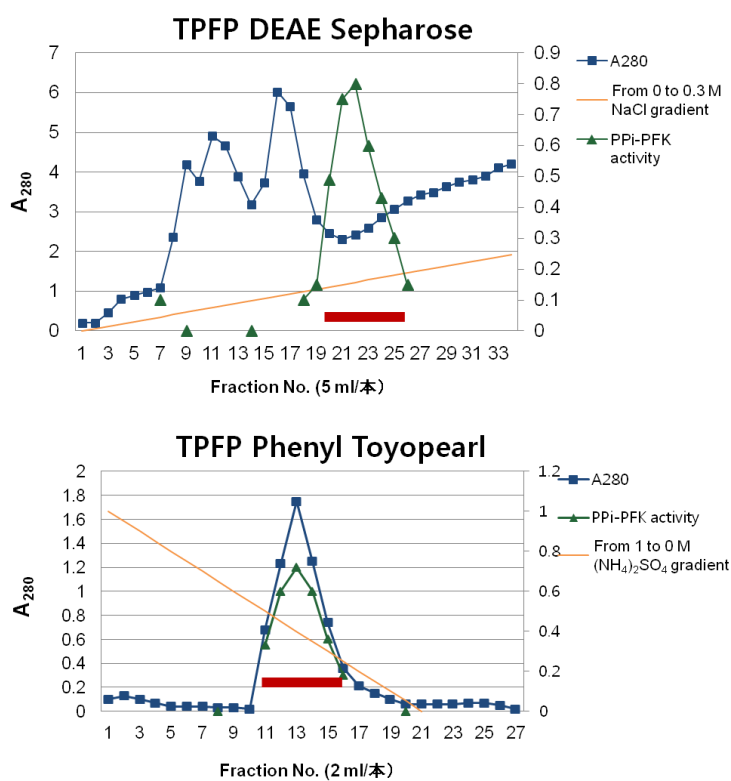 TPFP DEAE Sepharose
A280
7
6
5
4
3
2
1
0
0.9
0.8
0.7
0.6
0.5
0.4
0.3
0.2
0.1
0
1 3 5 7 9 11 13 15 17 19 21 23 25 27 29 31 33
Fraction No. (5 ml/本)
A280
From 0 to 0.3 M
NaCl gradient
PPi-PFK
activity
TPFP Phenyl Toyopearl
A280
2
1.8
1.6
1.4
1.2
1
0.8
0.6
0.4
0.2
0
1.2
1
0.8
0.6
0.4
0.2
0
1 3 5 7 9 11 13 15 17 19 21 23 25 27
Fraction No. (2 ml/本)
A280
PPi-PFK activity
From 1 to 0 M
(NH4)2SO4 gradient